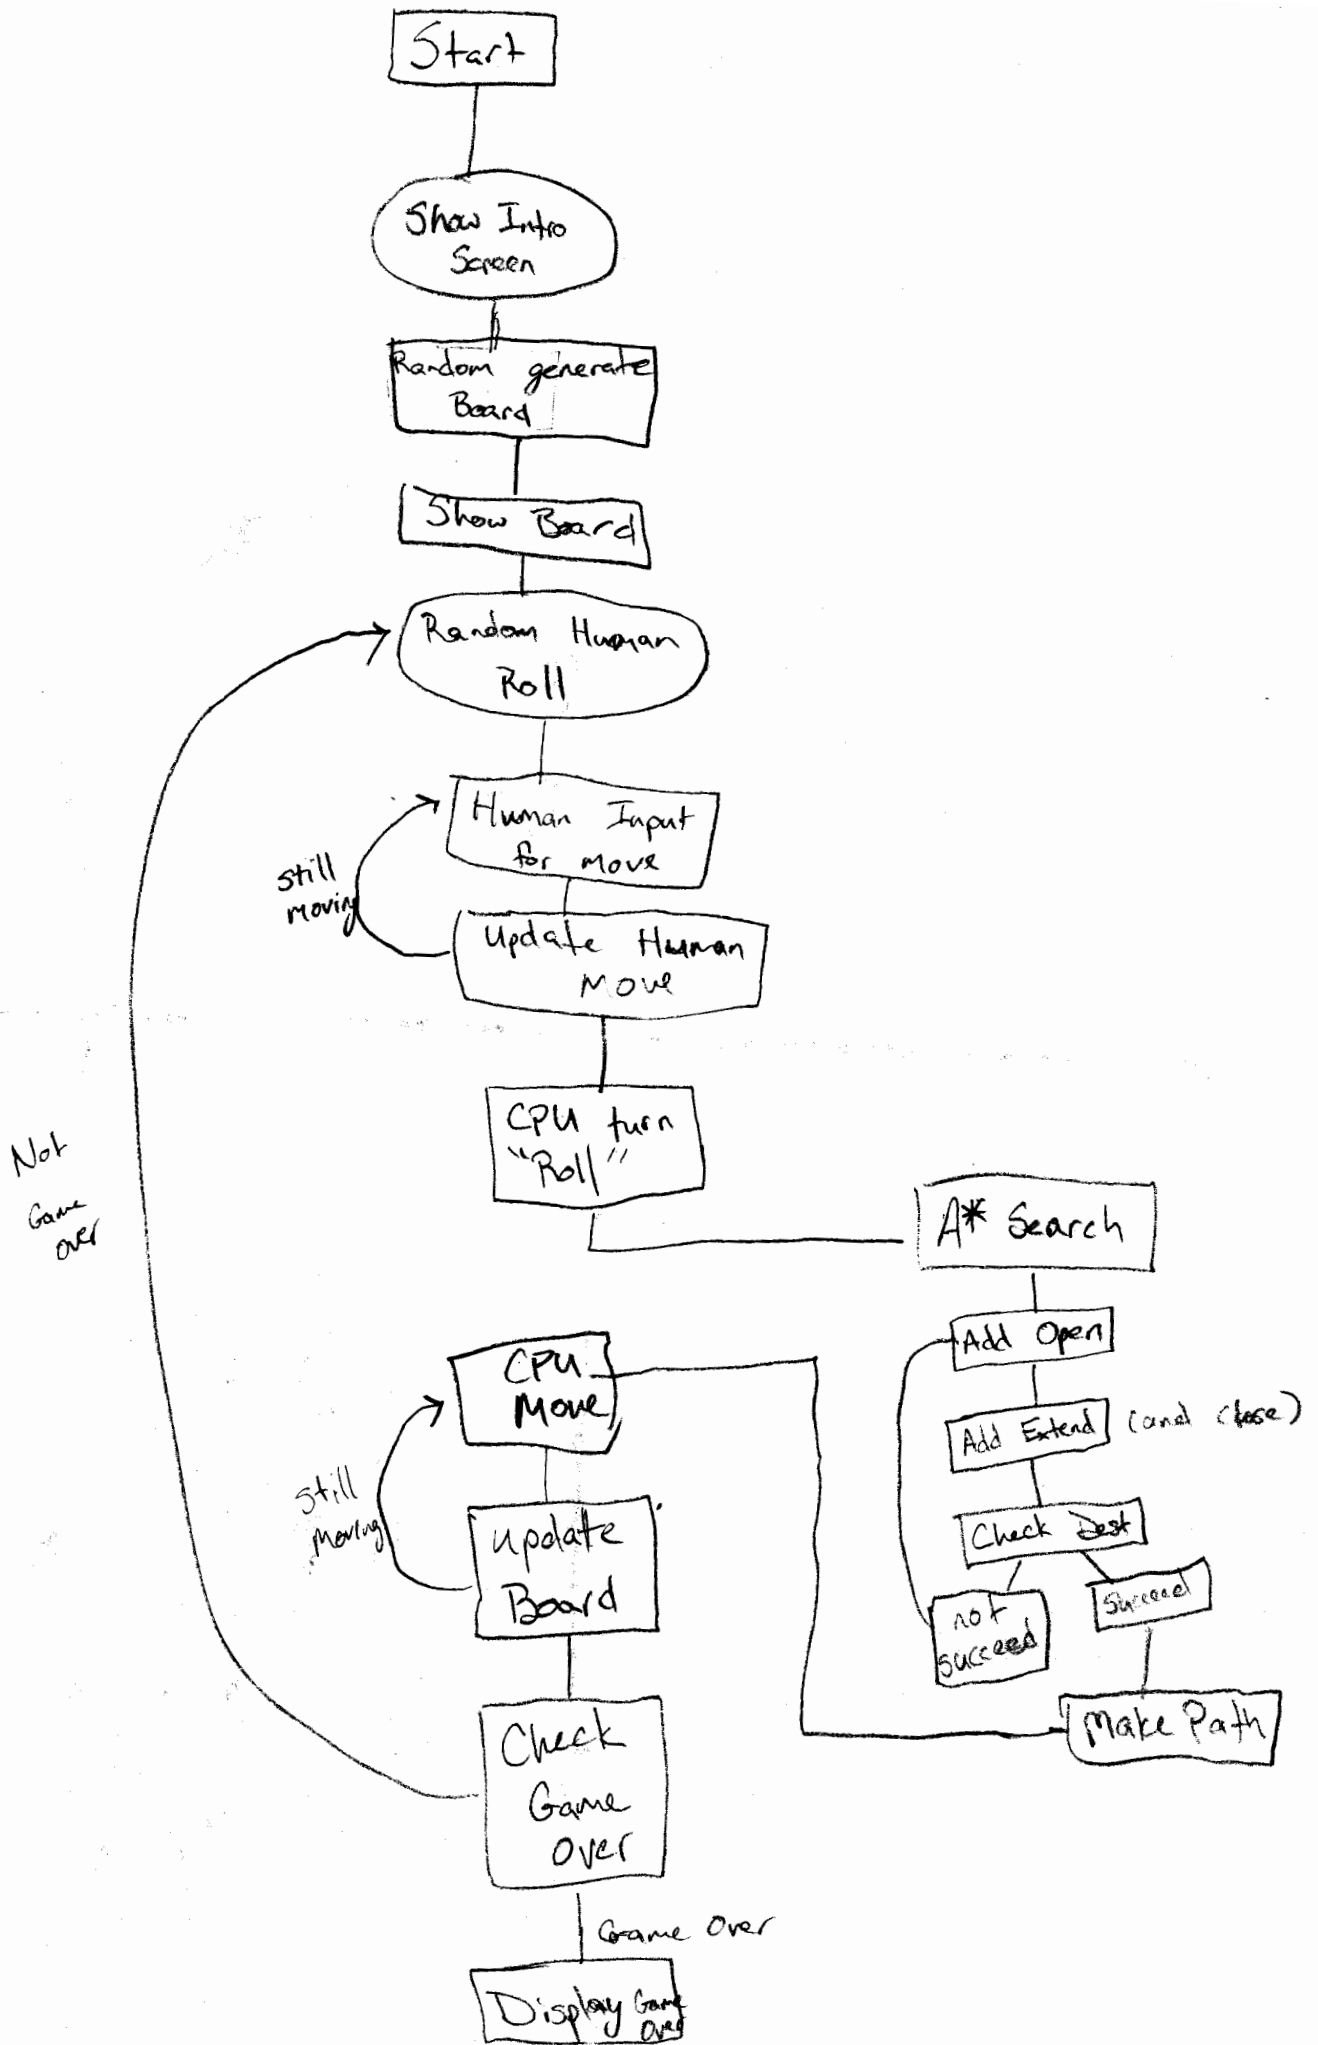 Start
Show Intro
Screen
Random generate
Board
Show Board
Random Human
Roll
Human Input
for move
still
moving
Update Human
Move
CPU turn
"Roll"
Not
Game
over
A* Search
Add Open
Add Extend (and close)
Check Dest
not
succeed
Succeed
Make Path
CPU
Move
still
moving
update
Board
Check
Game
Over
Game Over
Display Game
Over